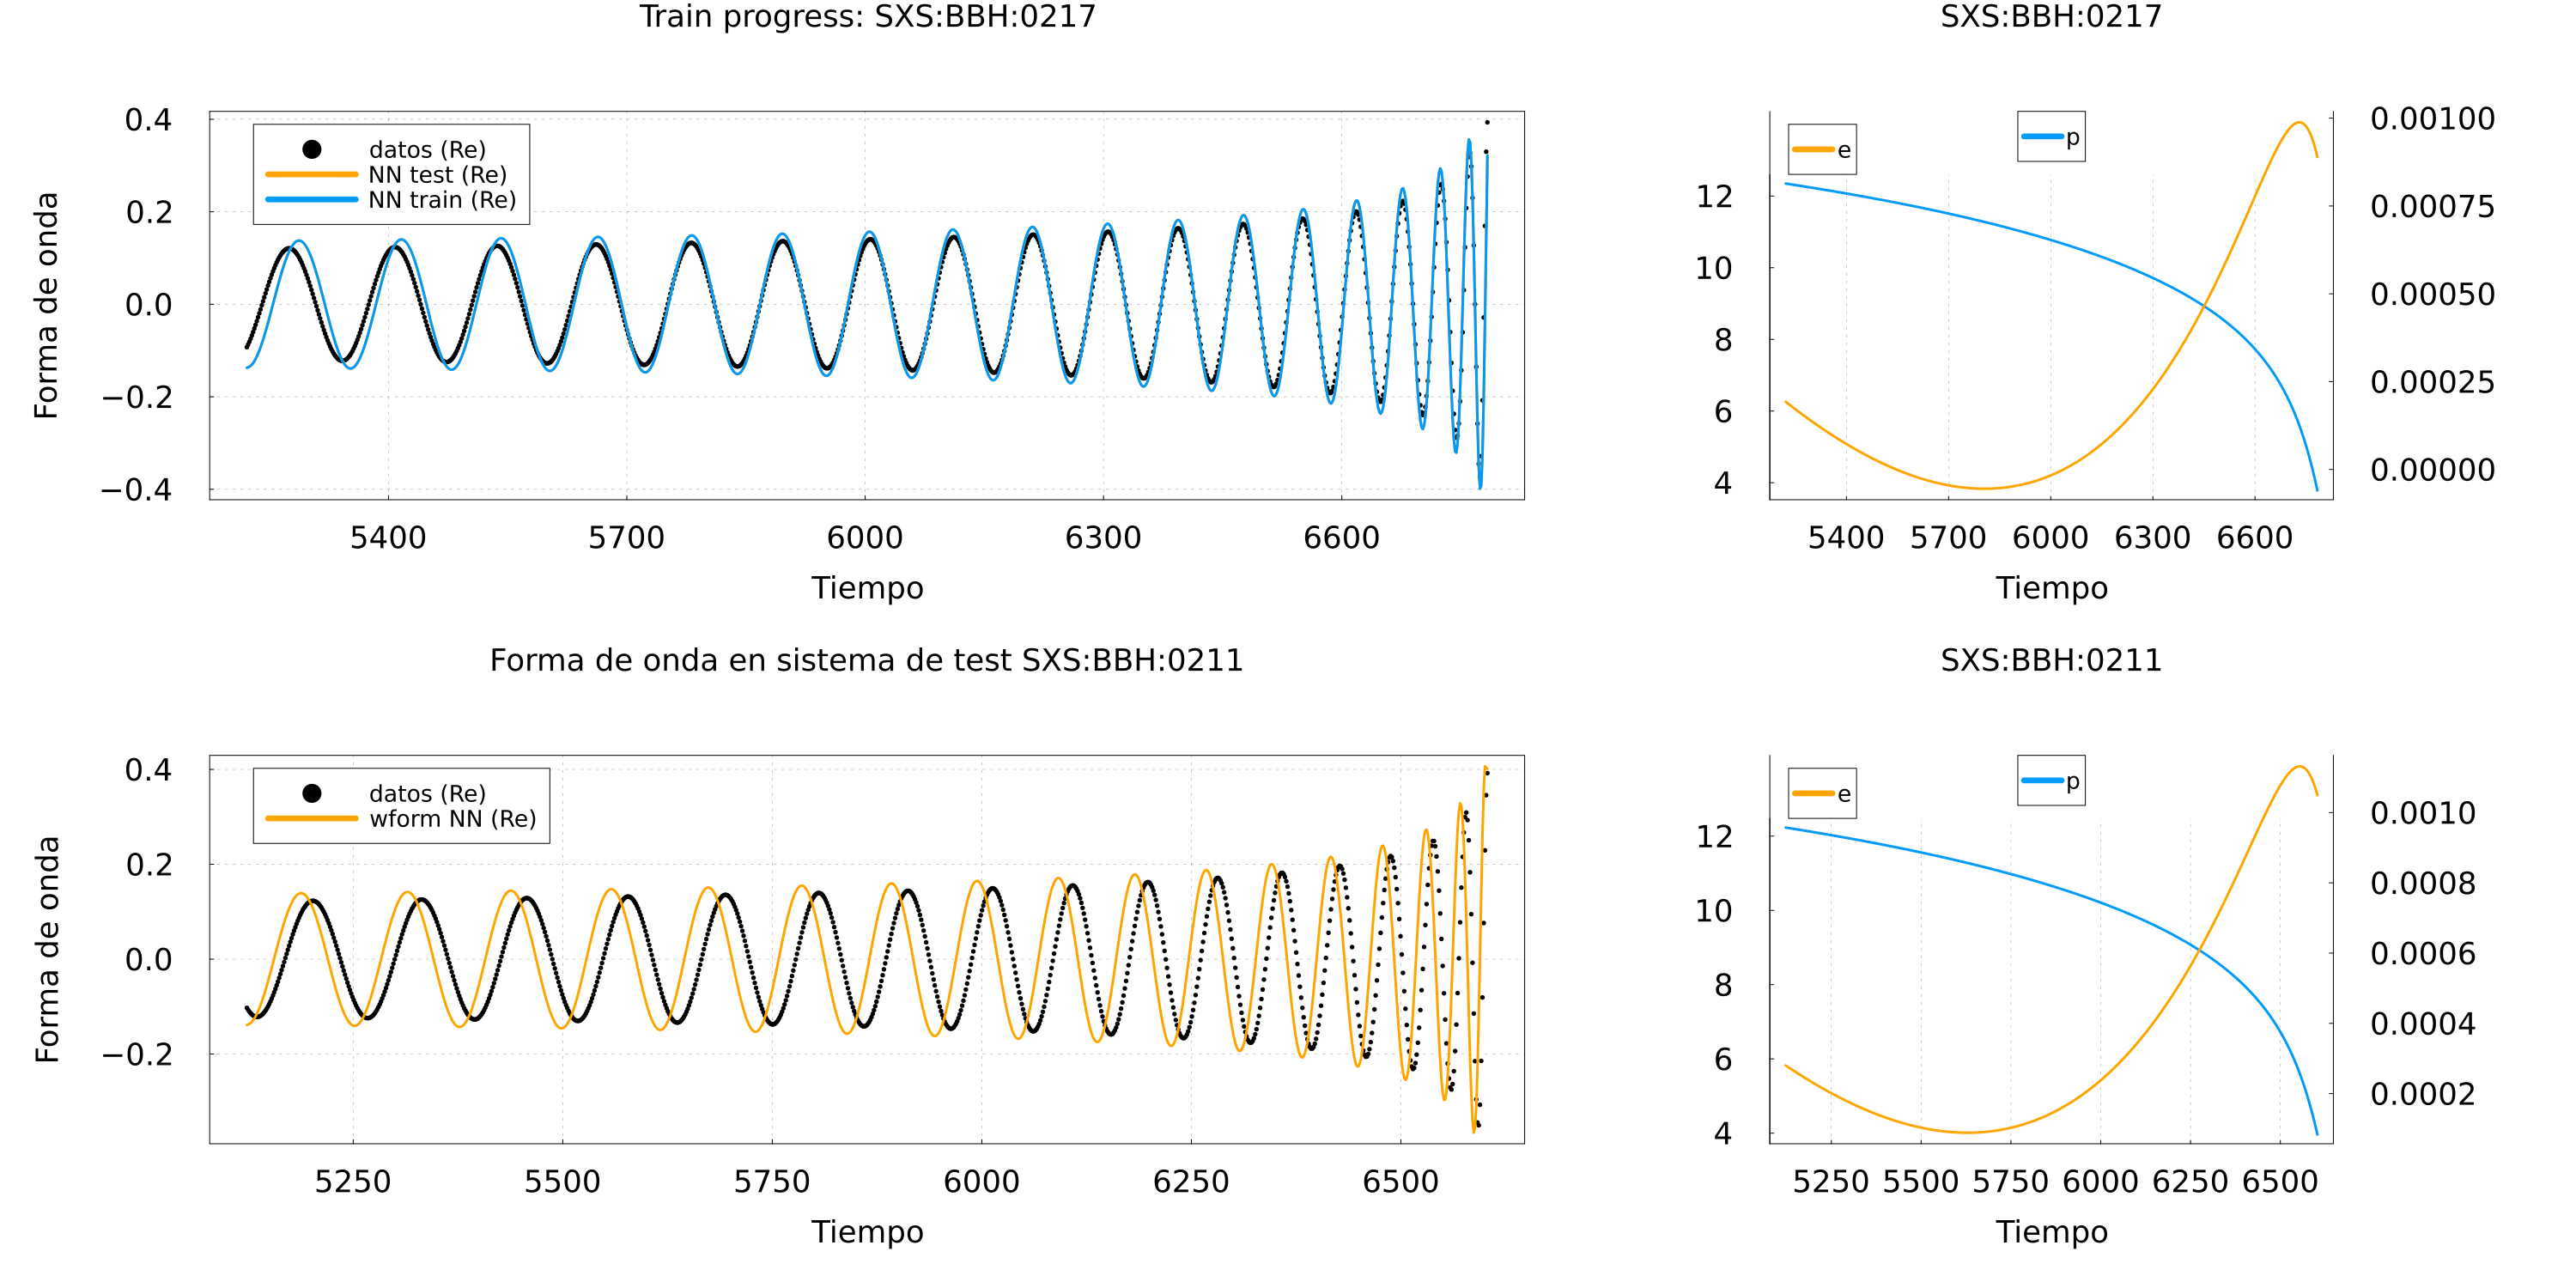 Train progress: SXS:BBH:0217
Forma de onda
0.4
0.2
0.0
−0.2
−0.4
datos (Re)
NN test (Re)
NN train (Re)
5400 5700 6000 6300 6600
Tiempo
SXS:BBH:0217
e
p
12
10
8
6
4
0.00100
0.00075
0.00050
0.00025
0.00000
5400 5700 6000 6300 6600
Tiempo
Forma de onda en sistema de test SXS:BBH:0211
Forma de onda
0.4
0.2
0.0
−0.2
datos (Re)
wform NN (Re)
5250 5500 5750 6000 6250 6500
Tiempo
SXS:BBH:0211
e
p
12
10
8
6
4
0.0010
0.0008
0.0006
0.0004
0.0002
5250 5500 5750 6000 6250 6500
Tiempo